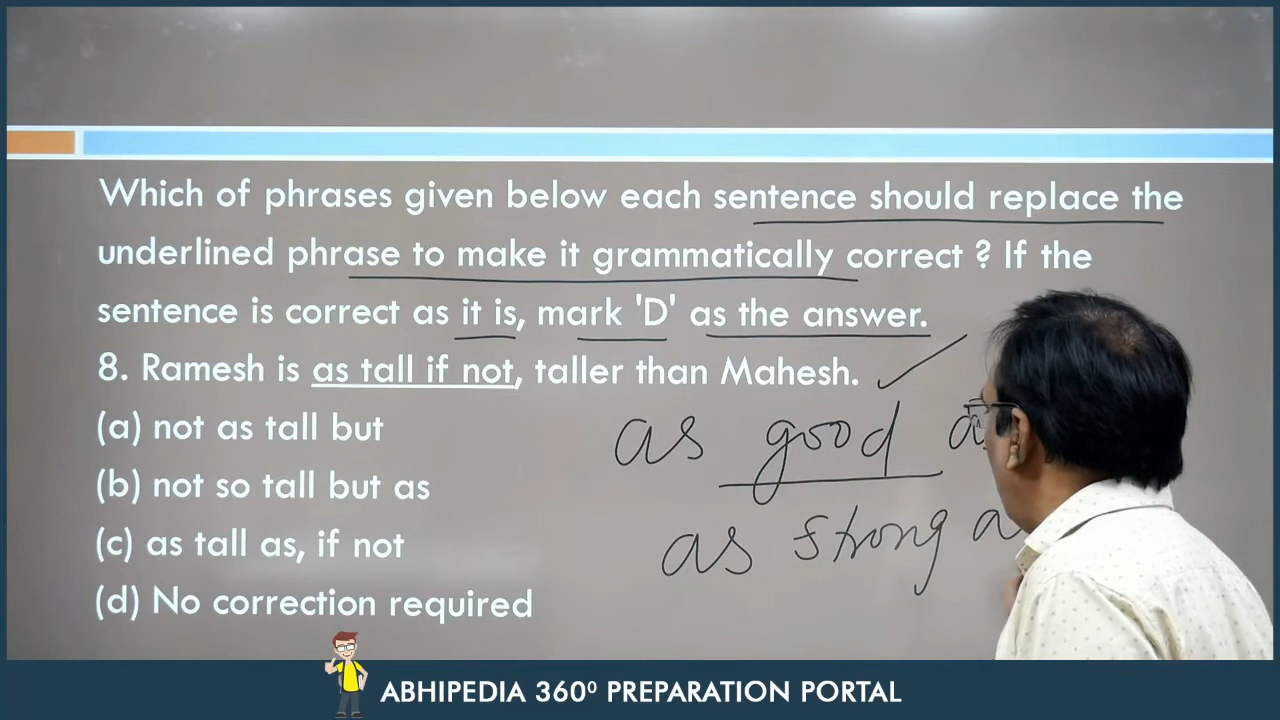 Which of phrases given below each sentence should replace the
underlined phrase to make it grammatically correct ? If the
sentence is correct as it is, mark 'D' as the answer.
8. Ramesh is as tall if not, taller than Mahesh.
(a) not as tall but
as good
(b) not so tall but as
(c) as tall as, if not
as strong
(d) No correction required
ABHIPEDIA 360⁰ PREPARATION PORTAL